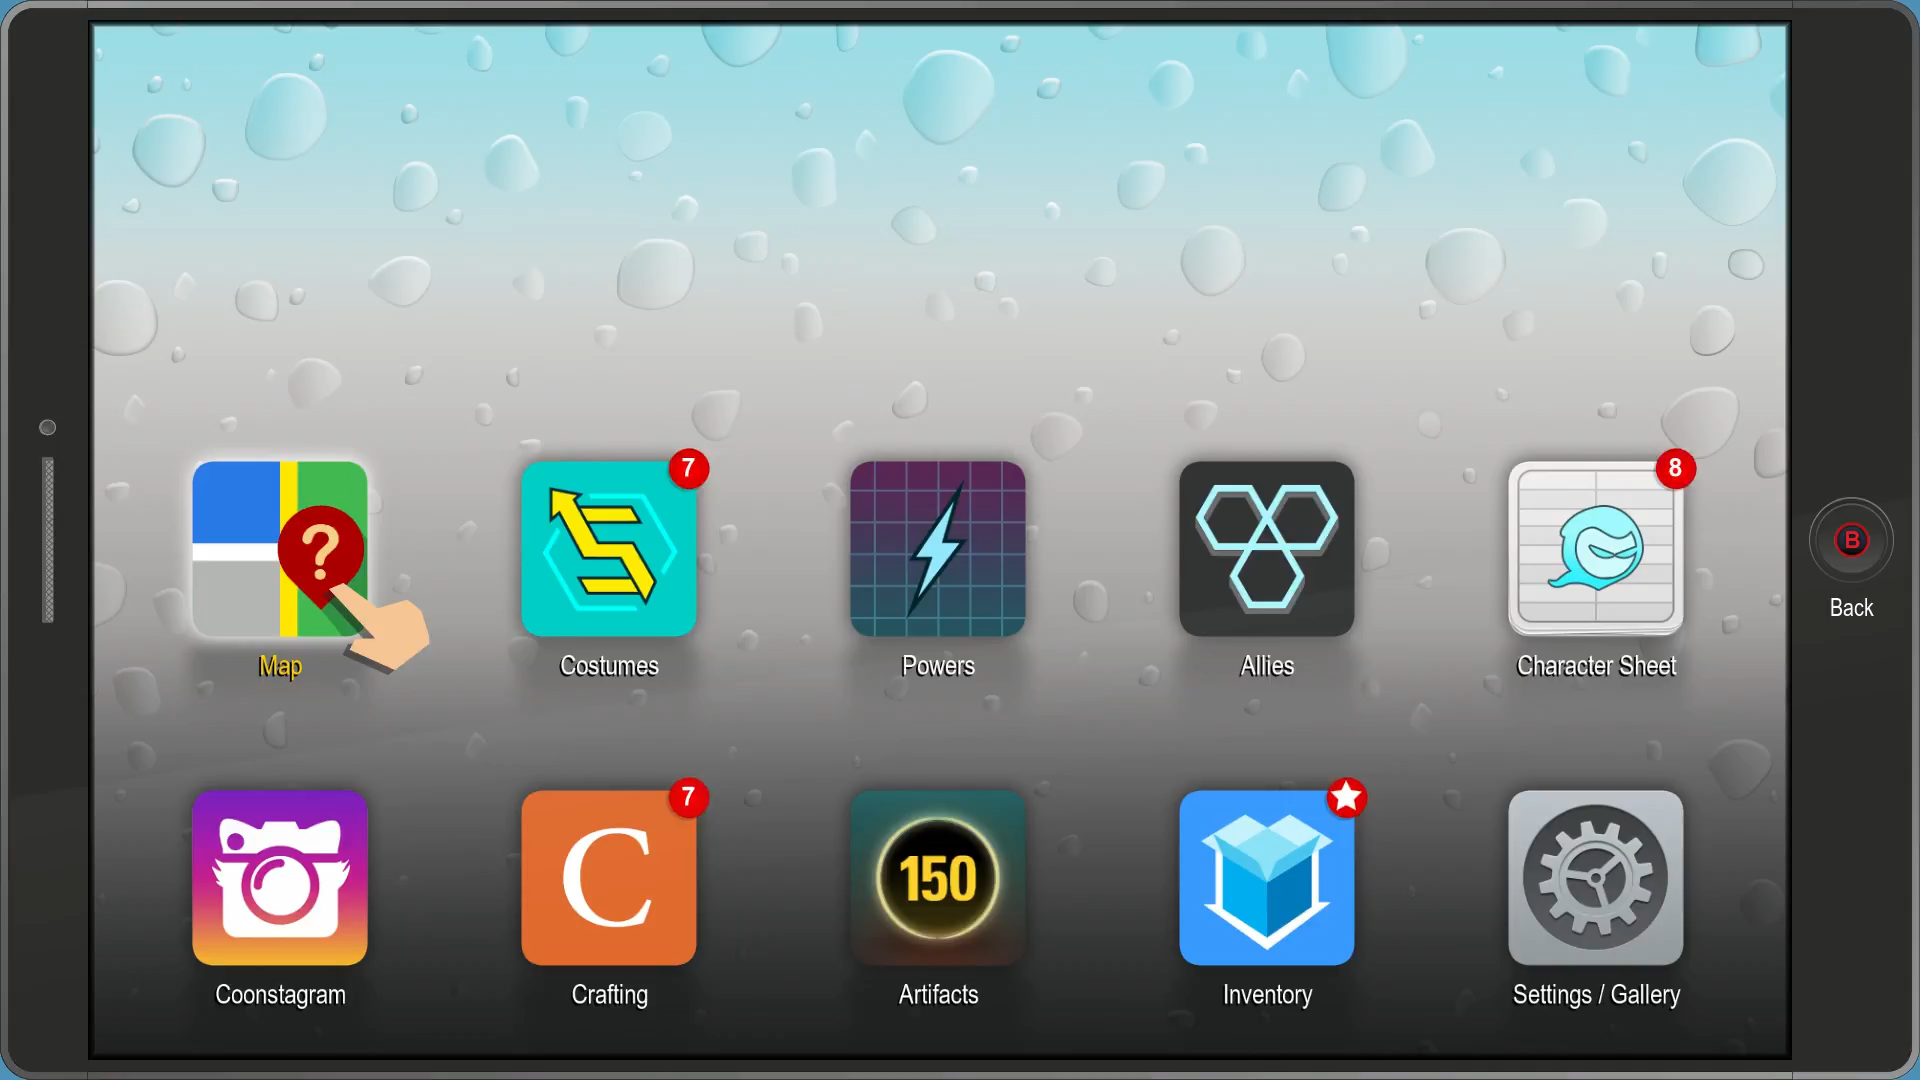 7
8
?
B
Back
Map
Costumes
Powers
Allies
Character Sheet
7
C
150
Coonstagram
Crafting
Artifacts
Inventory
Settings / Gallery